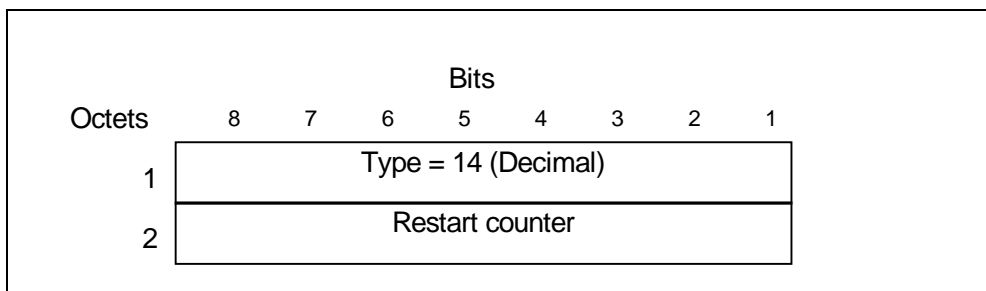 Bits
Octets 8 7 6 5 4 3 2 1
1 Type = 14 (Decimal)
2 Restart counter